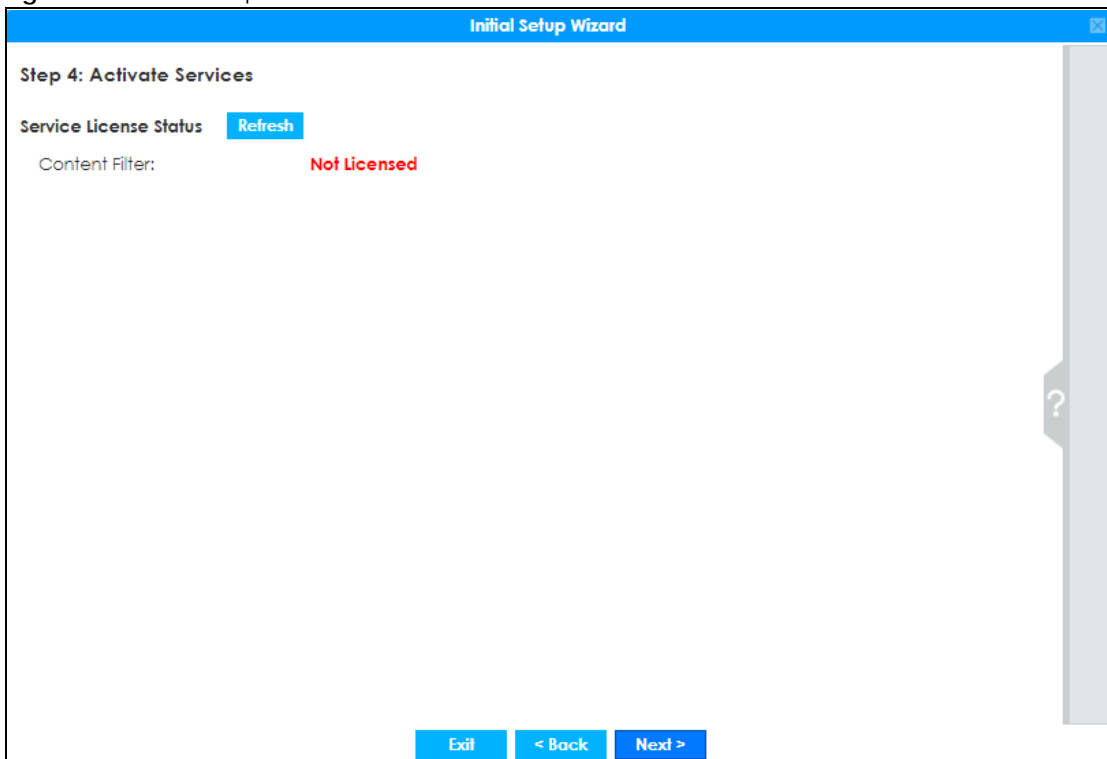 Initial Setup Wizard
Step 4: Activate Services
Service License Status Refresh
Content Filter: Not Licensed
?
Exit < Back Next >